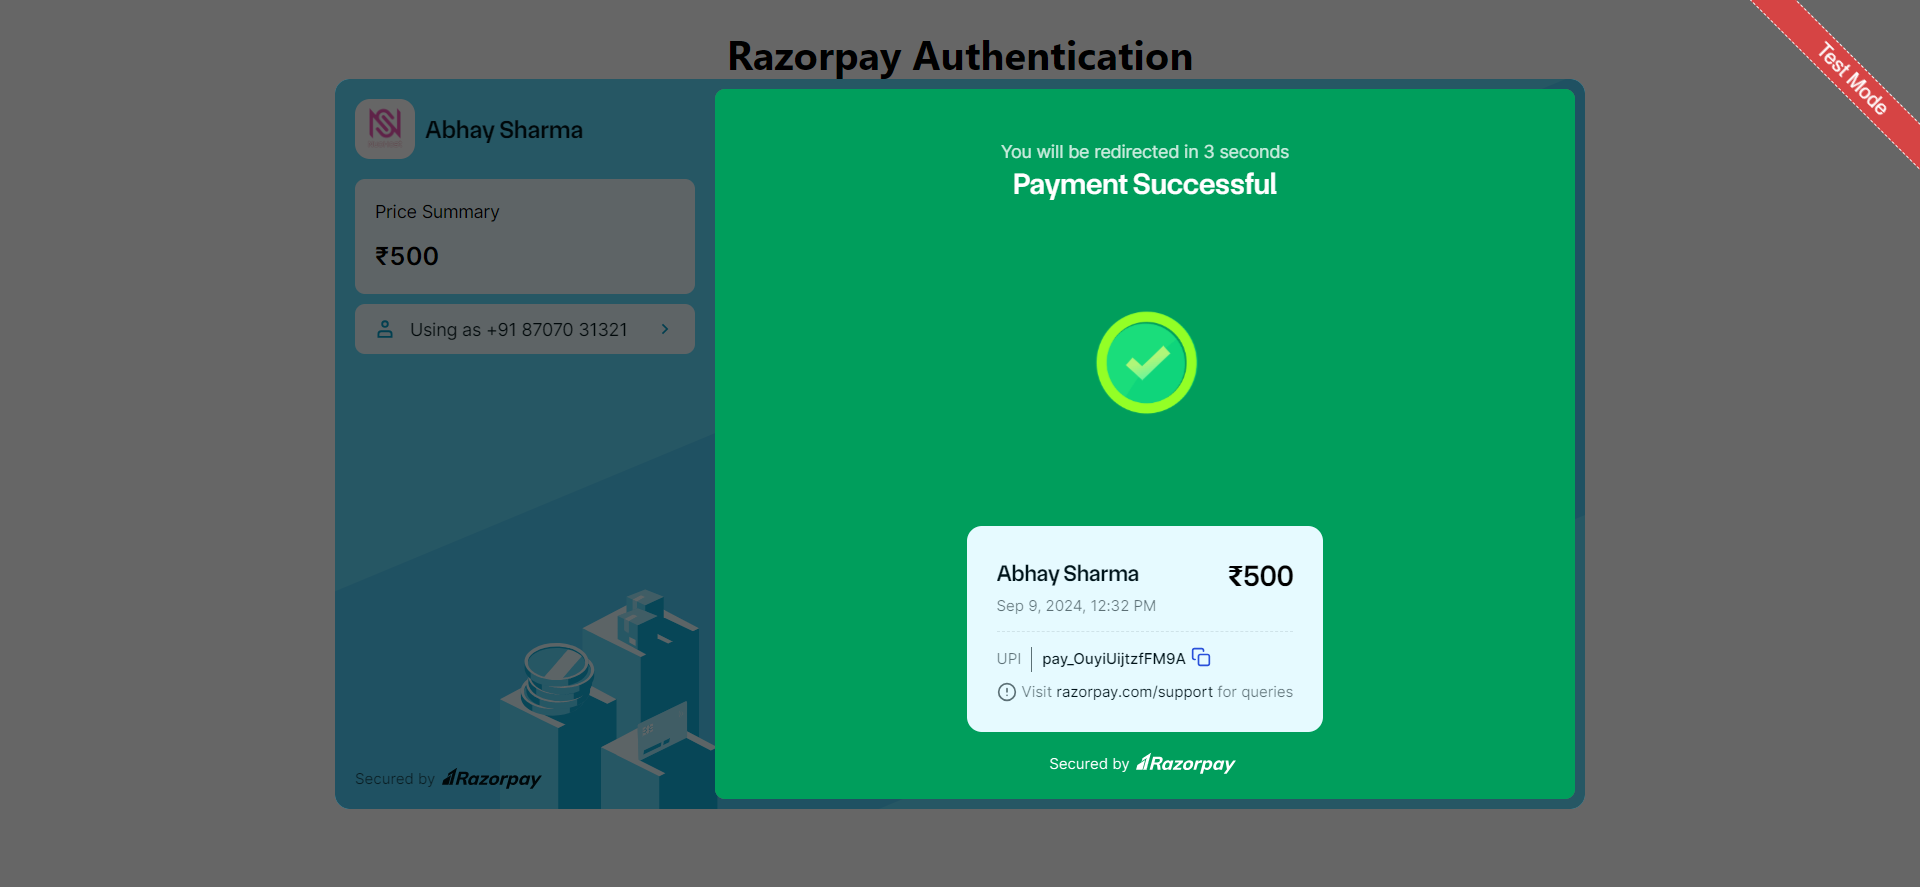 Razorpay Authentication
Test Mode
Abhay Sharma
Price Summary
₹500
Using as +91 87070 31321
Secured by Razorpay
You will be redirected in 3 seconds
Payment Successful
Abhay Sharma ₹500
Sep 9, 2024, 12:32 PM
UPI pay_OuyiUijtzfFM9A
Visit razorpay.com/support for queries
Secured by Razorpay